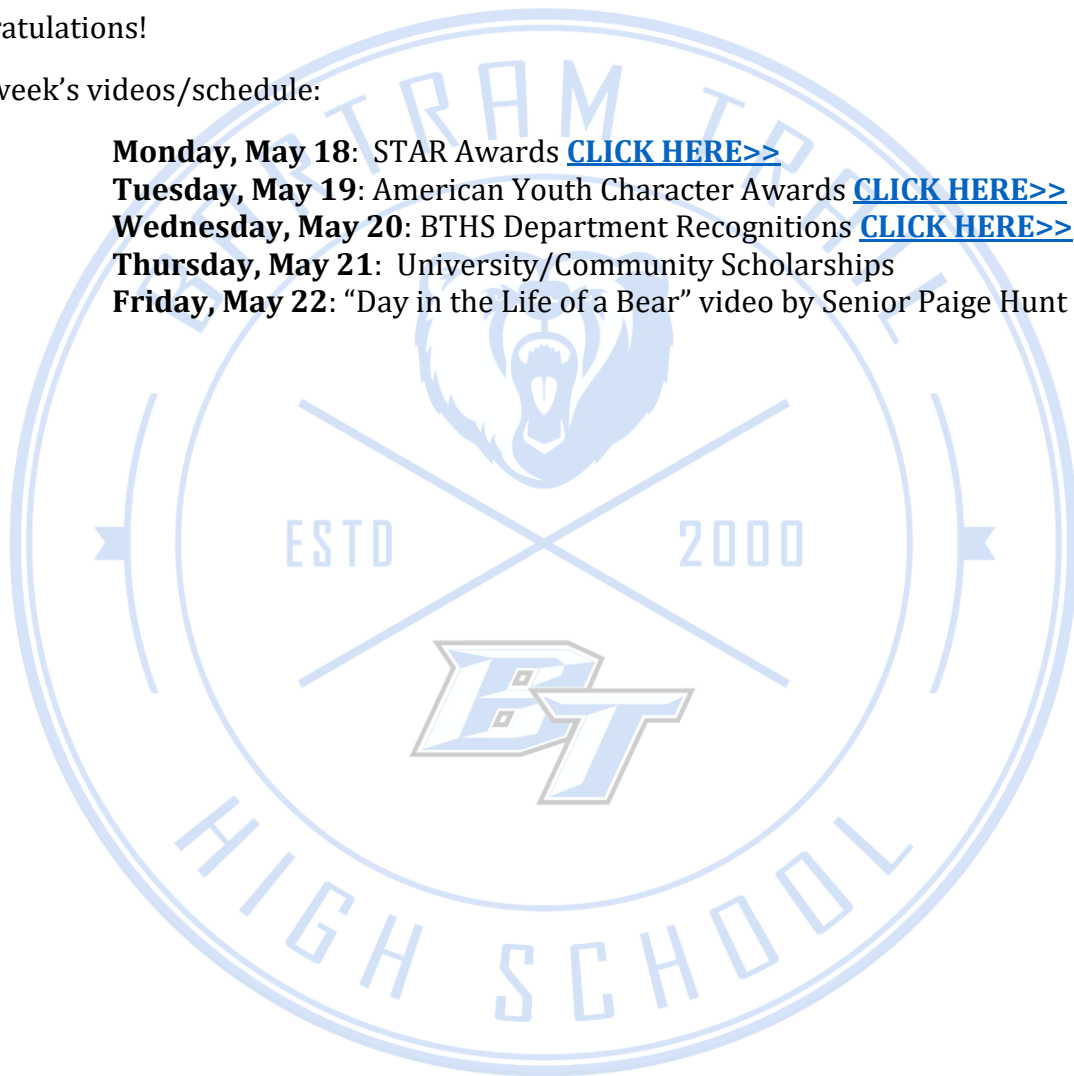 ratulations!
week's videos/schedule:
Monday, May 18:  STAR Awards CLICK HERE>>
Tuesday, May 19: American Youth Character Awards CLICK HERE>>
Wednesday, May 20: BTHS Department Recognitions CLICK HERE>>
Thursday, May 21:  University/Community Scholarships
Friday, May 22: “Day in the Life of a Bear” video by Senior Paige Hunt
BARTRAM TRAIL
ESTD 2000
BT
HIGH SCHOOL